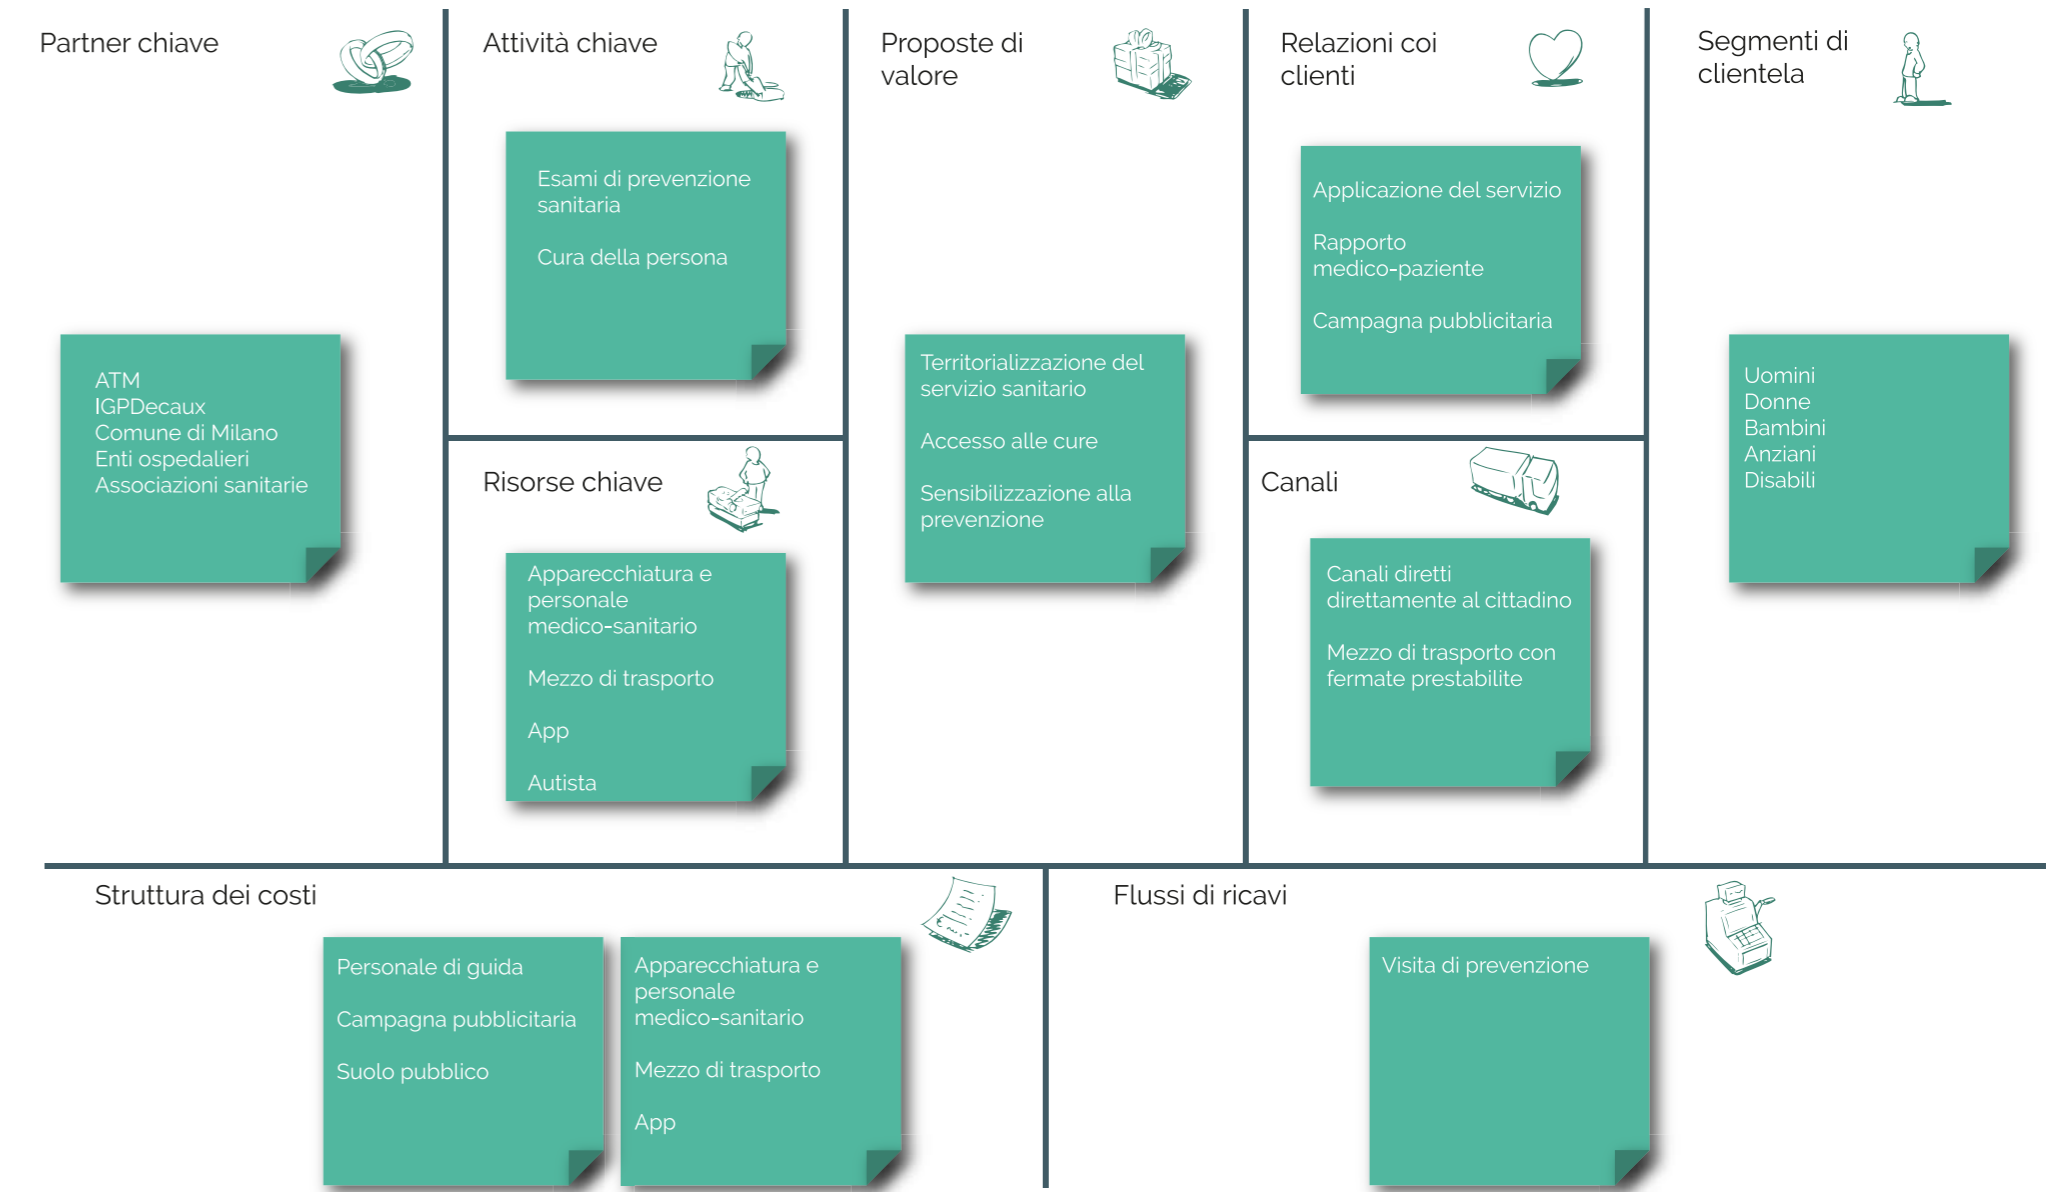 Partner chiave
ATM
IGPDecaux
Comune di Milano
Enti ospedalieri
Associazioni sanitarie
Attività chiave
Esami di prevenzione
sanitaria
Cura della persona
Risorse chiave
Apparecchiatura e
personale
medico-sanitario
Mezzo di trasporto
App
Autista
Proposte di
valore
Territorializzazione del
servizio sanitario
Accesso alle cure
Sensibilizzazione alla
prevenzione
Relazioni coi
clienti
Applicazione del servizio
Rapporto
medico-paziente
Campagna pubblicitaria
Canali
Canali diretti
direttamente al cittadino
Mezzo di trasporto con
fermate prestabilite
Segmenti di
clientela
Uomini
Donne
Bambini
Anziani
Disabili
Struttura dei costi
Personale di guida
Campagna pubblicitaria
Suolo pubblico
Apparecchiatura e
personale
medico-sanitario
Mezzo di trasporto
App
Flussi di ricavi
Visita di prevenzione